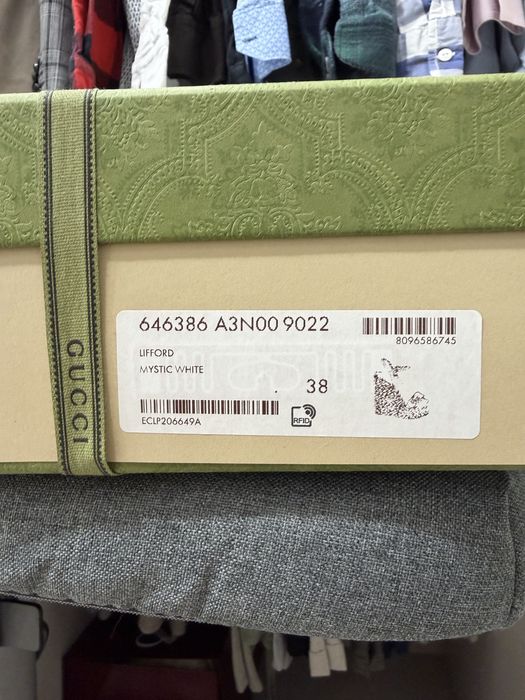 646386 A3N00 9022
8096586745
LIFFORD
MYSTIC WHITE
38
ECLP206649A
RFID
GUCCI